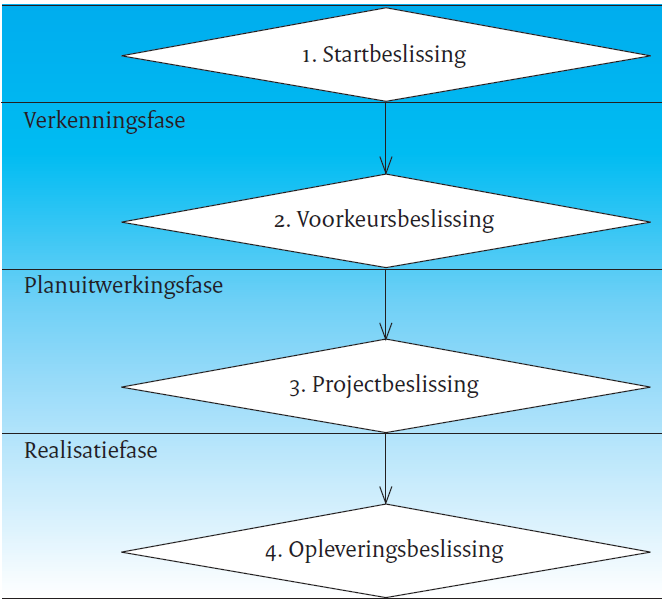 1. Startbeslissing
Verkenningsfase
2. Voorkeursbeslissing
Planuitwerkingsfase
3. Projectbeslissing
Realisatiefase
4. Opleveringsbeslissing